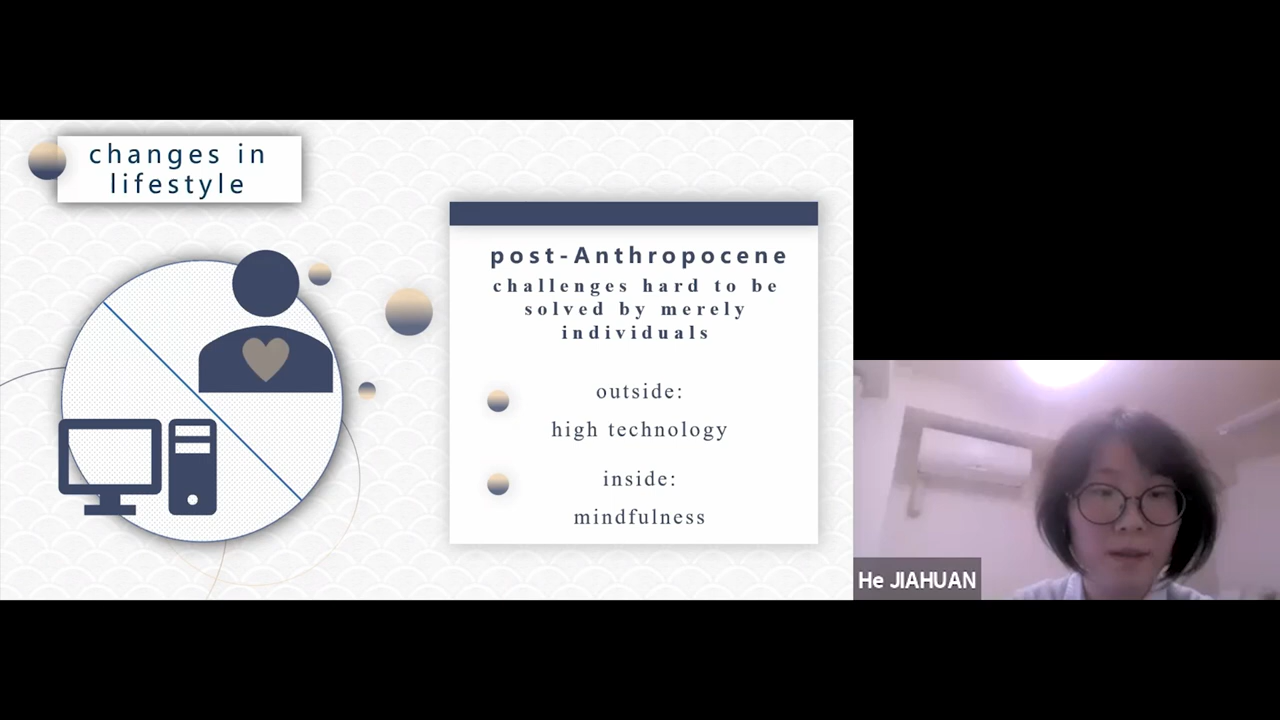 changes in
lifestyle
post-Anthropocene
challenges hard to be
solved by merely
individuals
outside:
high technology
inside:
mindfulness
He JIAHUAN